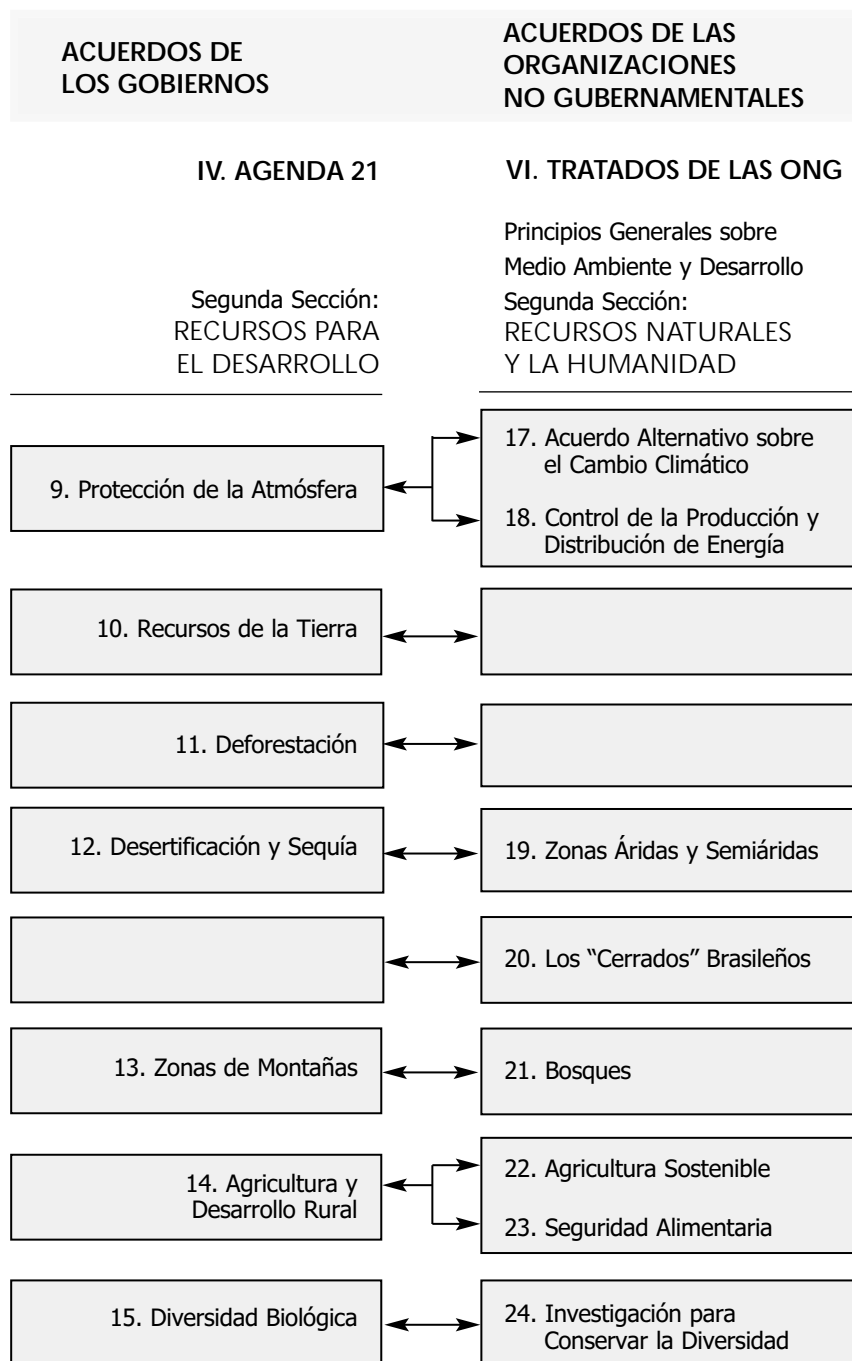 ACUERDOS DE
LOS GOBIERNOS
ACUERDOS DE LAS
ORGANIZACIONES
NO GUBERNAMENTALES
IV. AGENDA 21
VI. TRATADOS DE LAS ONG
Principios Generales sobre
Medio Ambiente y Desarrollo
Segunda Sección:
RECURSOS PARA
EL DESARROLLO
Segunda Sección:
RECURSOS NATURALES
Y LA HUMANIDAD
9. Protección de la Atmósfera
17. Acuerdo Alternativo sobre
el Cambio Climático
18. Control de la Producción y
Distribución de Energía
10. Recursos de la Tierra
11. Deforestación
12. Desertificación y Sequía
19. Zonas Áridas y Semiáridas
20. Los “Cerrados” Brasileños
13. Zonas de Montañas
21. Bosques
14. Agricultura y
Desarrollo Rural
22. Agricultura Sostenible
23. Seguridad Alimentaria
15. Diversidad Biológica
24. Investigación para
Conservar la Diversidad